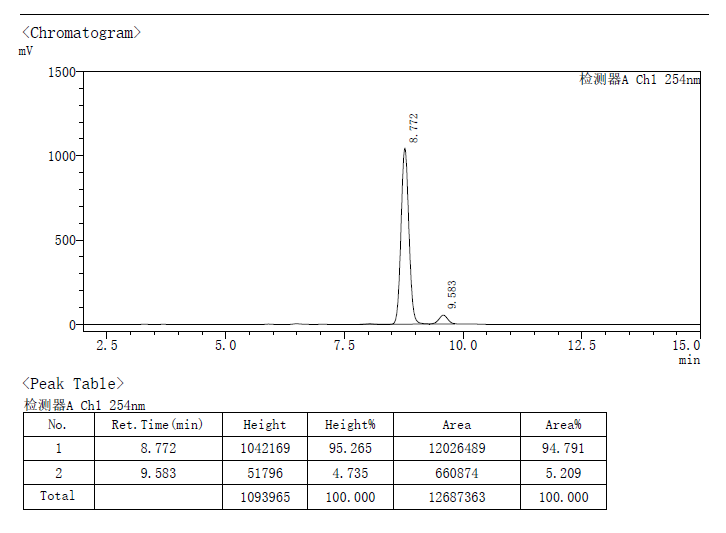 <Chromatogram>
mV
检测器A Ch1 254nm
1500
1000
500
0
8.772
9.583
2.5 5.0 7.5 10.0 12.5 15.0
min
<Peak Table>
检测器A Ch1 254nm
No. Ret.Time(min) Height Height% Area Area%
1 8.772 1042169 95.265 12026489 94.791
2 9.583 51796 4.735 660874 5.209
Total 1093965 100.000 12687363 100.000